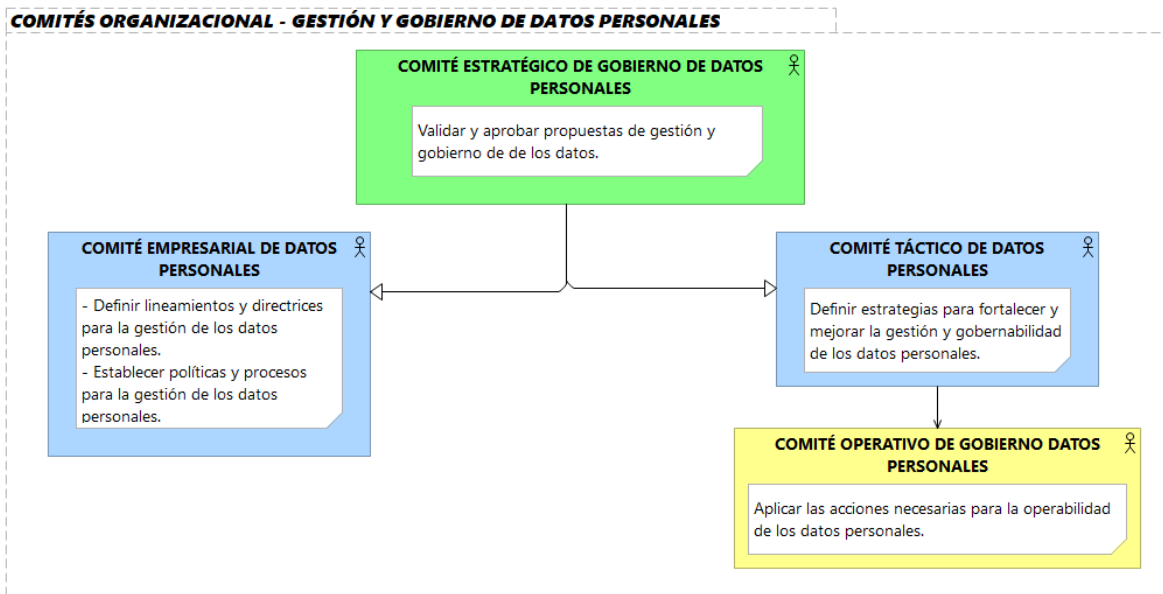 COMITÉS ORGANIZACIONAL - GESTIÓN Y GOBIERNO DE DATOS PERSONALES
COMITÉ ESTRATÉGICO DE GOBIERNO DE DATOS
PERSONALES
Validar y aprobar propuestas de gestión y
gobierno de de los datos.
COMITÉ EMPRESARIAL DE DATOS
PERSONALES
- Definir lineamientos y directrices
para la gestión de los datos
personales.
- Establecer políticas y procesos
para la gestión de los datos
personales.
COMITÉ TÁCTICO DE DATOS
PERSONALES
Definir estrategias para fortalecer y
mejorar la gestión y gobernabilidad
de los datos personales.
COMITÉ OPERATIVO DE GOBIERNO DATOS
PERSONALES
Aplicar las acciones necesarias para la operabilidad
de los datos personales.